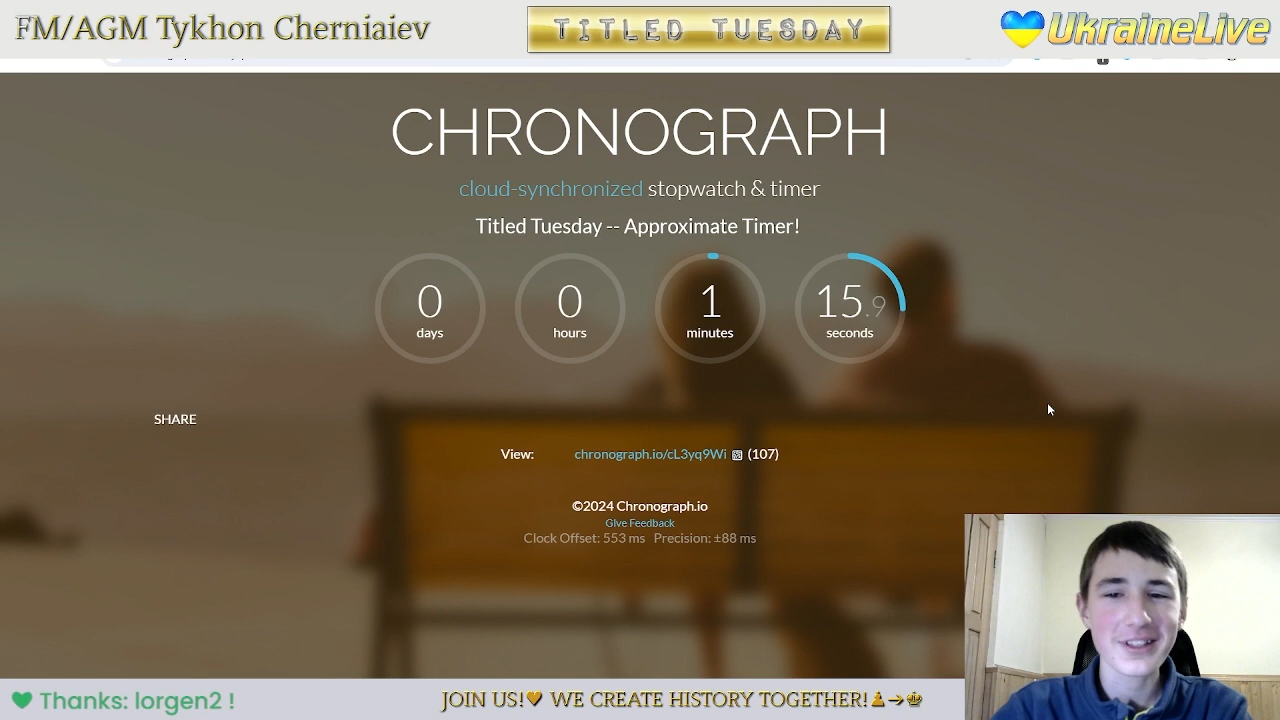 FM/AGM Tykhon Cherniaiev
TITLED TUESDAY
UkraineLive
CHRONOGRAPH
cloud-synchronized stopwatch & timer
Titled Tuesday -- Approximate Timer!
0 0 1 15.9
days hours minutes seconds
SHARE
View: chronograph.io/cL3yq9Wi (107)
©2024 Chronograph.io
Give Feedback
Clock Offset: 553 ms Precision: ±88 ms
Thanks: lorgen2 !
JOIN US!♥ WE CREATE HISTORY TOGETHER!♟➔♚